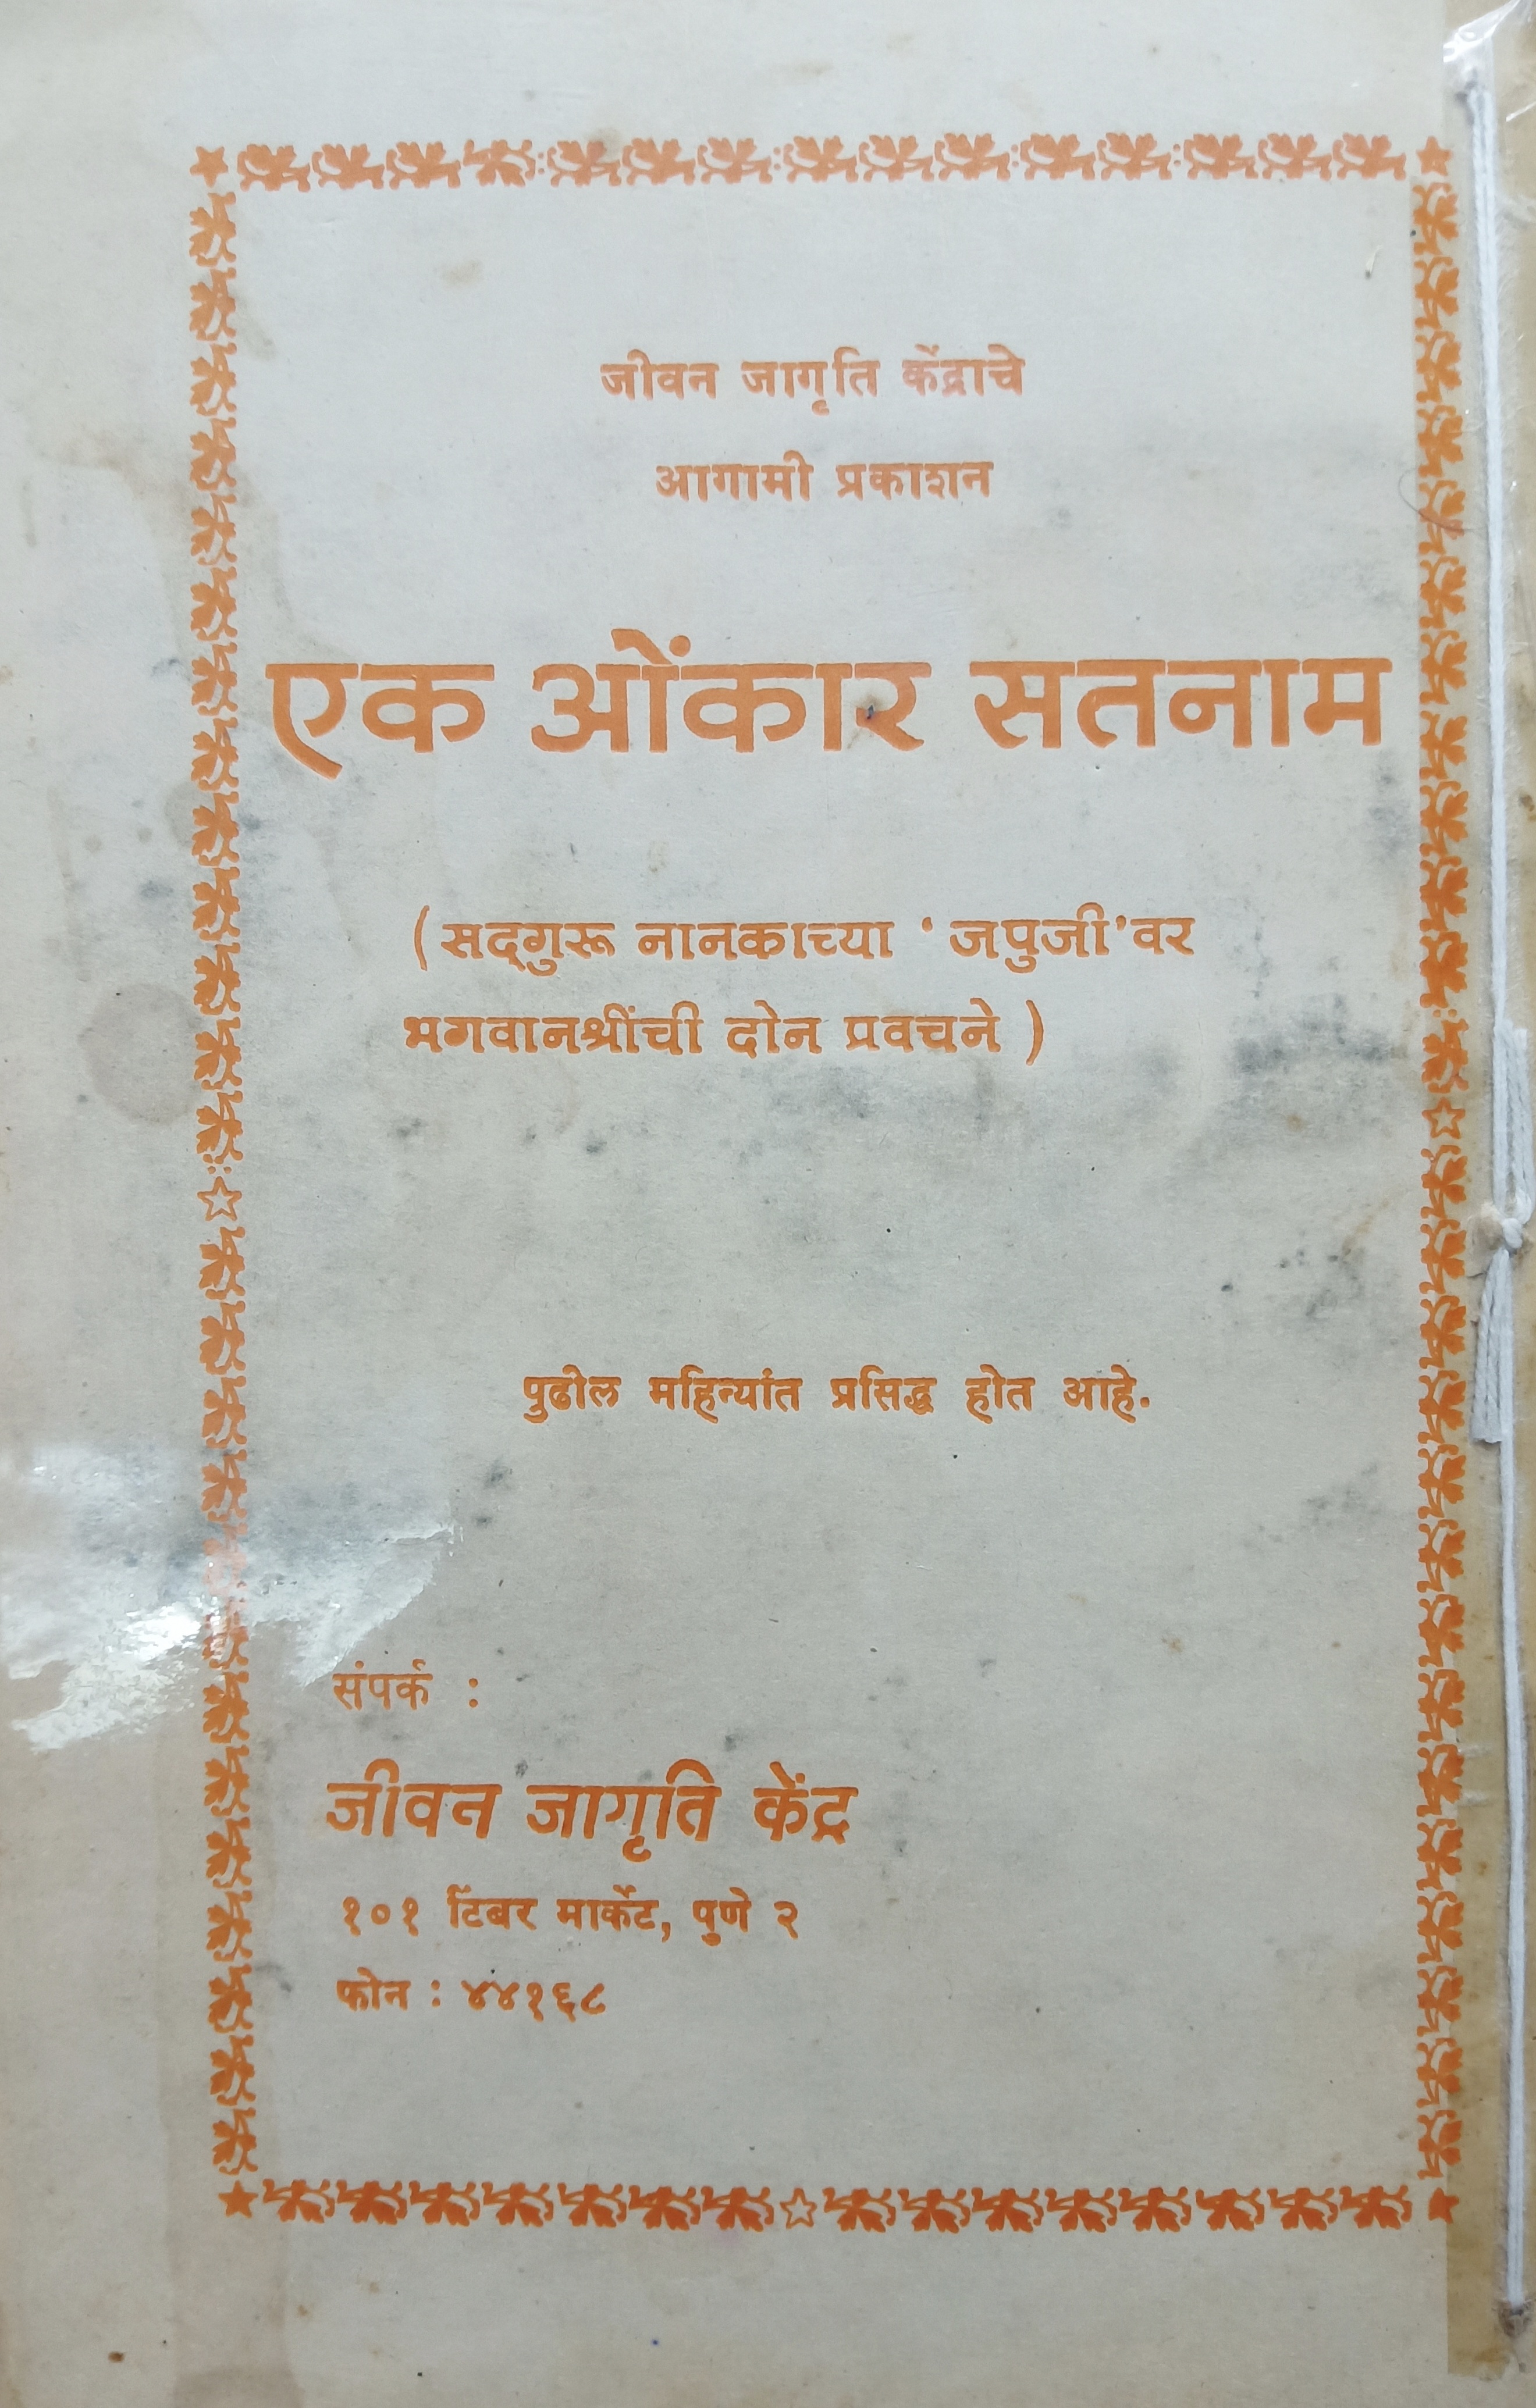 जीवन जागृति केंद्राचे
आगामी प्रकाशन
एक ओंकार सतनाम
( सद्‌गुरू नानकाच्या ' जपुजी'वर
भगवानश्रींची दोन प्रवचने )
पुढील महिन्यांत प्रसिद्ध होत आहे.
संपर्क :
जीवन जागृति केंद्र
१०१ टिंबर मार्केट, पुणे २
फोन : ४४१६८